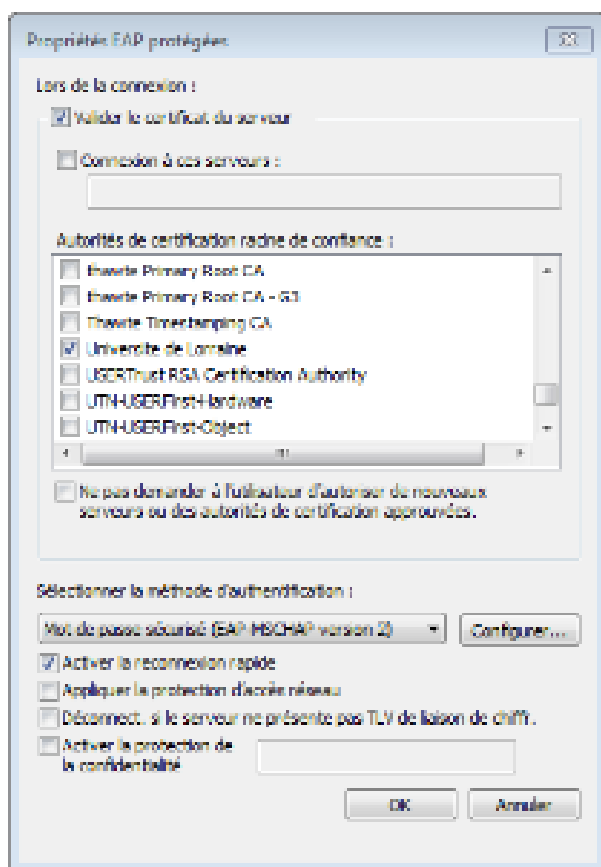 Propriétés EAP protégées
Lors de la connexion :
Valider le certificat du serveur
Connexion à ces serveurs :
Autorités de certification racine de confiance :
thawte Primary Root CA
thawte Primary Root CA - G3
Thawte Timestamping CA
Universite de Lorraine
USERTrust RSA Certification Authority
UTN-USERFirst-Hardware
UTN-USERFirst-Object
Ne pas demander à l'utilisateur d'autoriser de nouveaux
serveurs ou des autorités de certification approuvées.
Sélectionner la méthode d'authentification :
Mot de passe sécurisé (EAP-MSCHAP version 2)
Configurer...
Activer la reconnexion rapide
Appliquer la protection d'accès réseau
Déconnect. si le serveur ne présente pas TLV de liaison de chiffr.
Activer la protection de
la confidentialité
OK
Annuler